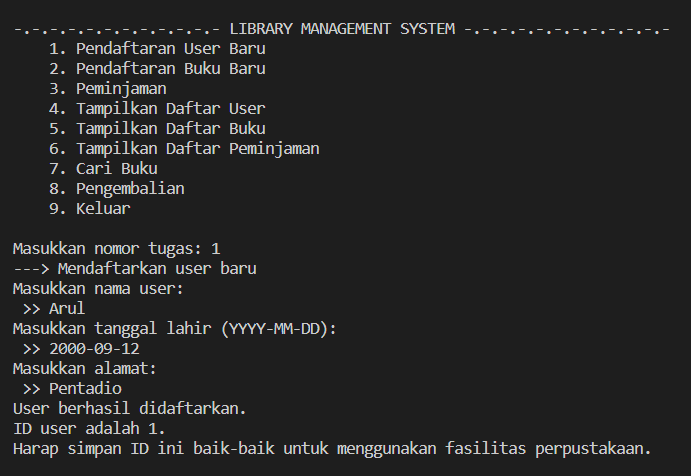 -.-.-.-.-.-.-.-.-.-.-.- LIBRARY MANAGEMENT SYSTEM -.-.-.-.-.-.-.-.-.-.-.-
1. Pendaftaran User Baru
2. Pendaftaran Buku Baru
3. Peminjaman
4. Tampilkan Daftar User
5. Tampilkan Daftar Buku
6. Tampilkan Daftar Peminjaman
7. Cari Buku
8. Pengembalian
9. Keluar
Masukkan nomor tugas: 1
---> Mendaftarkan user baru
Masukkan nama user:
>> Arul
Masukkan tanggal lahir (YYYY-MM-DD):
>> 2000-09-12
Masukkan alamat:
>> Pentadio
User berhasil didaftarkan.
ID user adalah 1.
Harap simpan ID ini baik-baik untuk menggunakan fasilitas perpustakaan.